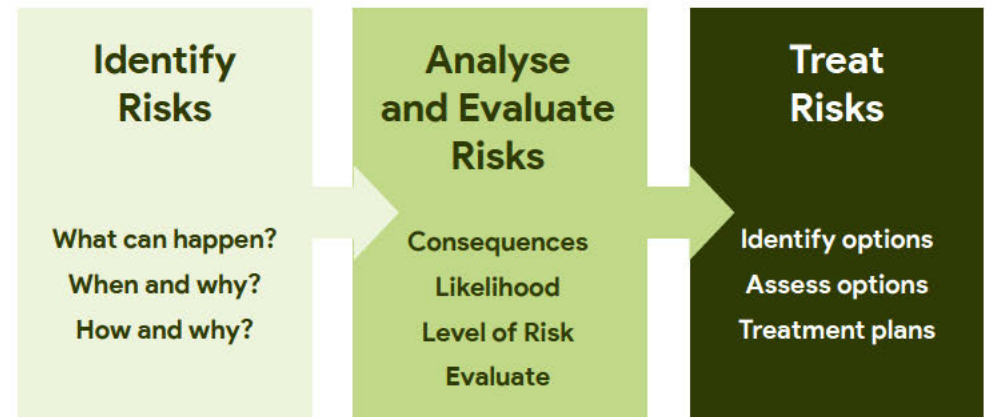 Identify
Risks
What can happen?
When and why?
How and why?
Analyse
and Evaluate
Risks
Consequences
Likelihood
Level of Risk
Evaluate
Treat
Risks
Identify options
Assess options
Treatment plans